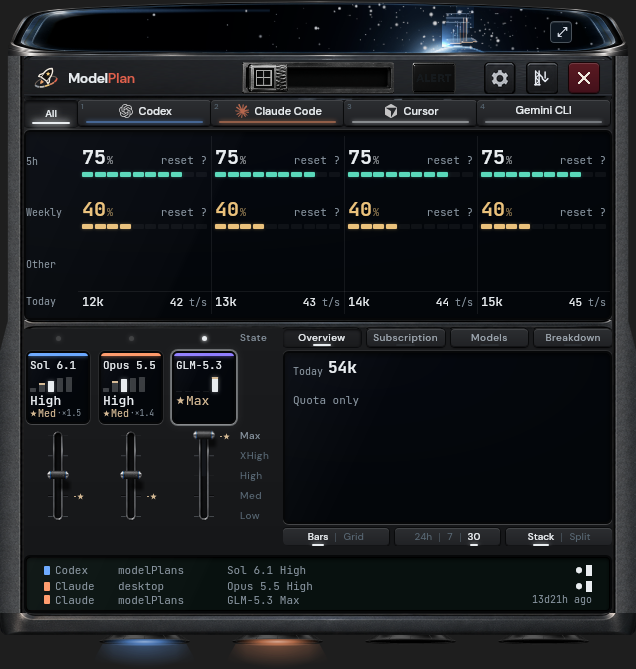 ModelPlan
ALERT
All
1 Codex
2 Claude Code
3 Cursor
4 Gemini CLI
5h 75% reset ? 75% reset ? 75% reset ? 75% reset ?
Weekly 40% reset ? 40% reset ? 40% reset ? 40% reset ?
Other
Today 12k 42 t/s 13k 43 t/s 14k 44 t/s 15k 45 t/s
State
Overview Subscription Models Breakdown
Sol 6.1 Opus 5.5 GLM-5.3
High High ★Max
★Med·×1.5 ★Med·×1.4
Today 54k
Quota only
Max
XHigh
High
Med
Low
Bars | Grid 24h | 7 | 30 Stack | Split
Codex modelPlans Sol 6.1 High
Claude desktop Opus 5.5 High
Claude modelPlans GLM-5.3 Max 13d21h ago